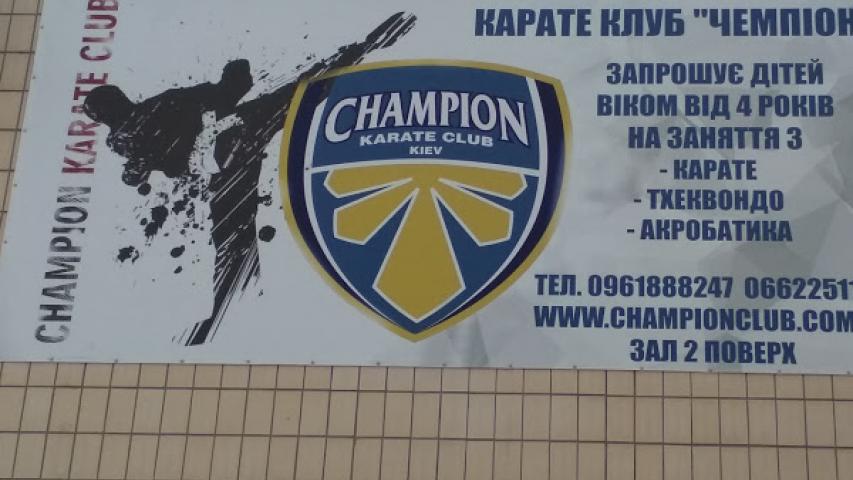 CHAMPION KARATE CLUB
CHAMPION
KARATE CLUB
KIEV
КАРАТЕ КЛУБ "ЧЕМПІОН
ЗАПРОШУЄ ДІТЕЙ
ВІКОМ ВІД 4 РОКІВ
НА ЗАНЯТТЯ З
- КАРАТЕ
- ТХЕКВОНДО
- АКРОБАТИКА
ТЕЛ. 0961888247 06622511
WWW.CHAMPIONCLUB.COM
ЗАЛ 2 ПОВЕРХ